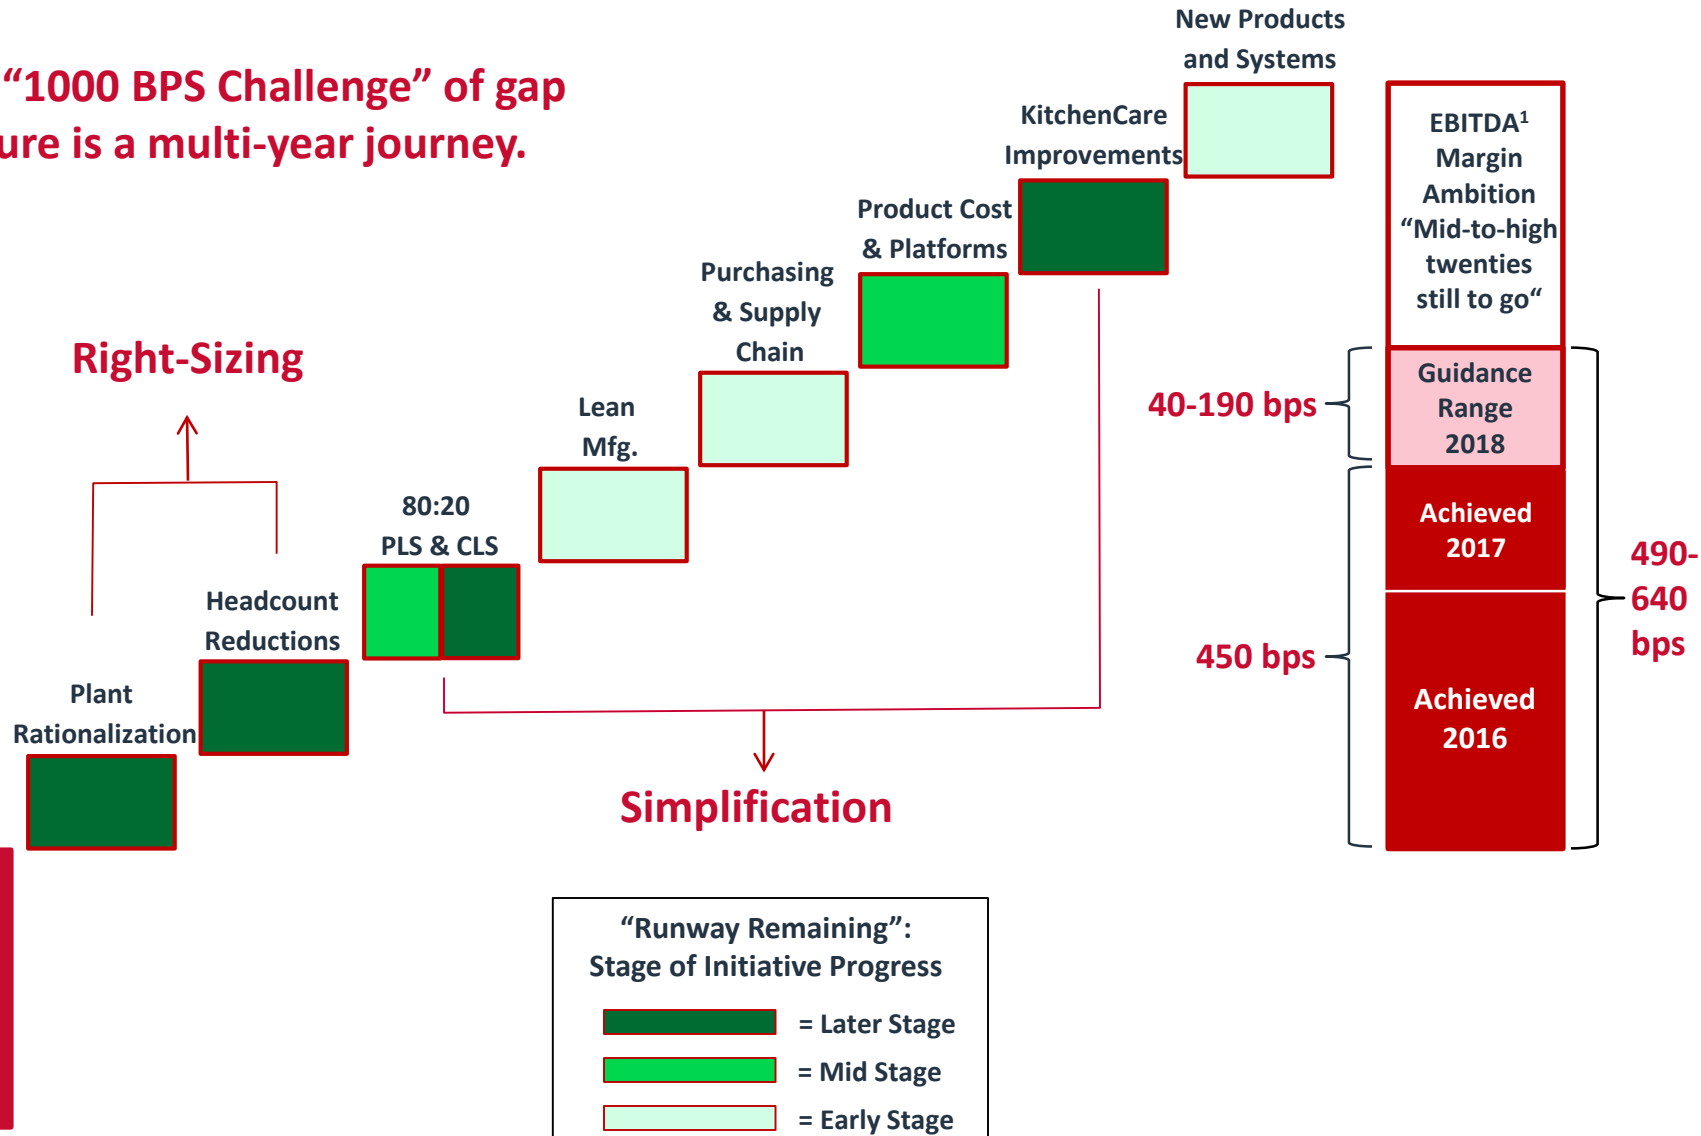 “1000 BPS Challenge” of gap
ure is a multi-year journey.
New Products
and Systems
KitchenCare
Improvements
Product Cost
& Platforms
Purchasing
& Supply
Chain
Lean
Mfg.
80:20
PLS & CLS
Headcount
Reductions
Plant
Rationalization
Right-Sizing
Simplification
EBITDA¹
Margin
Ambition
“Mid-to-high
twenties
still to go“
Guidance
Range
2018
Achieved
2017
Achieved
2016
40-190 bps
450 bps
490-
640
bps
“Runway Remaining”:
Stage of Initiative Progress
= Later Stage
= Mid Stage
= Early Stage